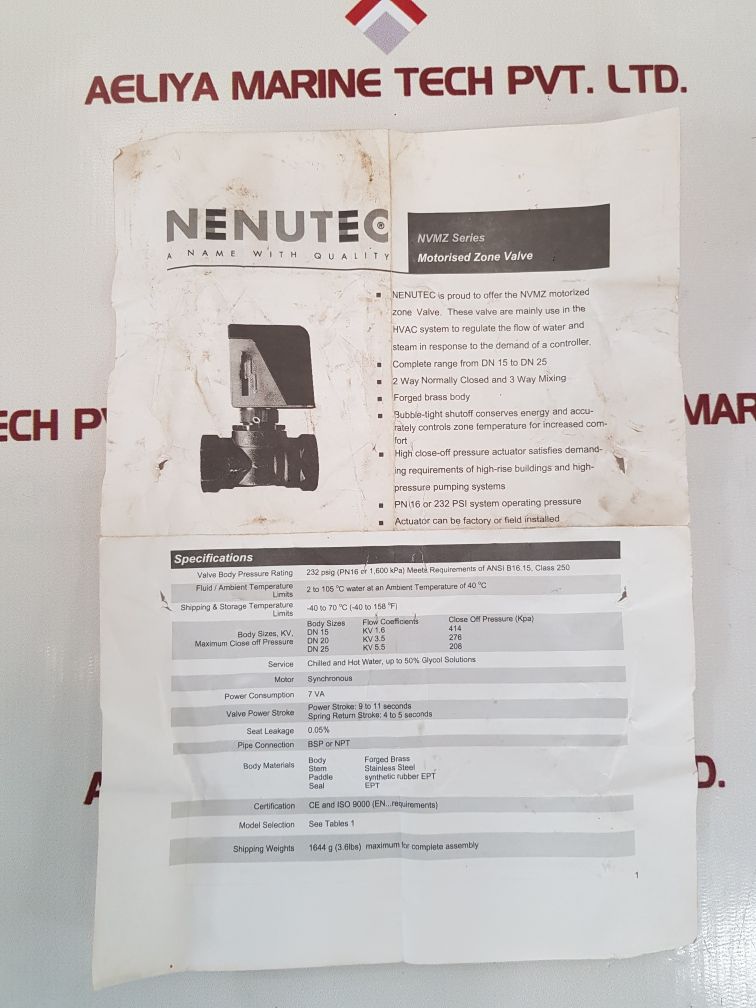 AELIYA MARINE TECH PVT. LTD.
NENUTEC®
A NAME WITH QUALITY
NVMZ Series
Motorised Zone Valve
▪ NENUTEC is proud to offer the NVMZ motorized
zone Valve. These valve are mainly use in the
HVAC system to regulate the flow of water and
steam in response to the demand of a controller.
▪ Complete range from DN 15 to DN 25
▪ 2 Way Normally Closed and 3 Way Mixing
▪ Forged brass body
▪ Bubble-tight shutoff conserves energy and accu-
rately controls zone temperature for increased com-
fort
▪ High close-off pressure actuator satisfies demand-
ing requirements of high-rise buildings and high-
pressure pumping systems
▪ PN 16 or 232 PSI system operating pressure
▪ Actuator can be factory or field installed
ECH PV
MAR
Specifications
Valve Body Pressure Rating 232 psig (PN16 or 1,600 kPa) Meets Requirements of ANSI B16.15, Class 250
Fluid / Ambient Temperature Limits 2 to 105 °C water at an Ambient Temperature of 40 °C
Shipping & Storage Temperature Limits -40 to 70 °C (-40 to 158 °F)
Body Sizes, KV, Maximum Close off Pressure
Body Sizes Flow Coefficients Close Off Pressure (Kpa)
DN 15 KV 1.6 414
DN 20 KV 3.5 276
DN 25 KV 5.5 208
Service Chilled and Hot Water, up to 50% Glycol Solutions
Motor Synchronous
Power Consumption 7 VA
Valve Power Stroke Power Stroke: 9 to 11 seconds
Spring Return Stroke: 4 to 5 seconds
Seat Leakage 0.05%
Pipe Connection BSP or NPT
Body Materials Body Forged Brass
Stem Stainless Steel
Paddle synthetic rubber EPT
Seal EPT
Certification CE and ISO 9000 (EN...requirements)
Model Selection See Tables 1
Shipping Weights 1644 g (3.6lbs) maximum for complete assembly
1
A
D.